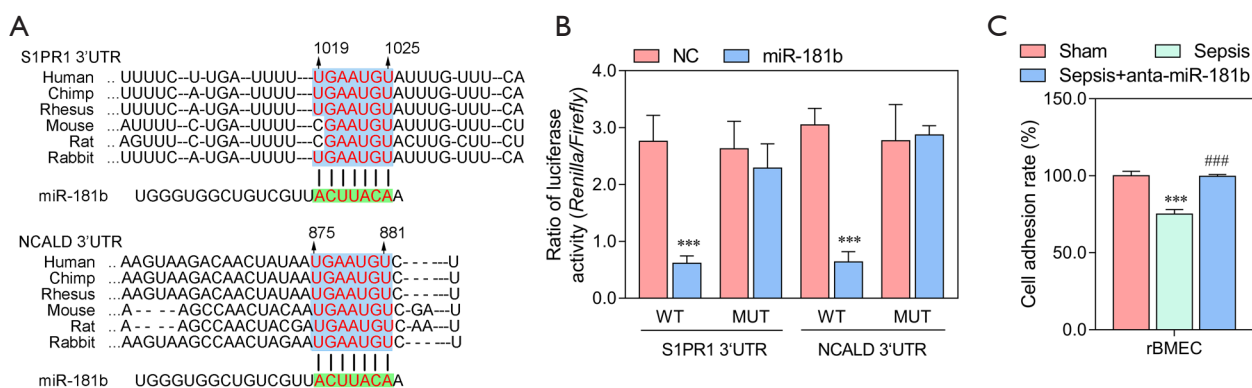 A
1019 1025
S1PR1 3'UTR
Human ...UUUUC--U-UGA--UUUU---UGAAUGUAUUUG-UUU--CA
Chimp ...UUUUC--A-UGA--UUUU---UGAAUGUAUUUG-UUU--CA
Rhesus ...UUUUC--A-UGA--UUUU---UGAAUGUAUUUG-UUU--CA
Mouse ...AUUUU-C--UGA--UUUU---CGAAUGUAUUUG-UUU--CU
Rat ...AGUUU-C--UGA--UUUU---CGAAUGUACUUG-CUU--CU
Rabbit ...UUUUC--A-UGA--UUUU---UGAAUGUAUUUG-UUU--CA
miR-181b UGGGUGGCUGUCGUUACUUACAA
875 881
NCALD 3'UTR
Human ...AAGUAAGACAACUAUAAUGAAUGUC- - - ---U
Chimp ...AAGUAAGACAACUAUAAUGAAUGUC- - - ---U
Rhesus ...AAGUAAGACAACUAUAAUGAAUGUC- - - ---U
Mouse ...A- - - -AGCCAACUACAAUGAAUGUC-GA---U
Rat ...A- - - -AGCCAACUACGAUGAAUGUC-AA---U
Rabbit ...AAGUAAGCCAACUAGAAUGAAUGUC- - - ---U
miR-181b UGGGUGGCUGUCGUUACUUACAA
B
NC miR-181b
Ratio of luciferase
activity (Renilla/Firefly)
4.0
3.0
2.0
1.0
0.0
*** ***
WT MUT WT MUT
S1PR1 3'UTR NCALD 3'UTR
C
Sham Sepsis
Sepsis+anta-miR-181b
Cell adhesion rate (%)
150.0
100.0
50.0
0.0
*** ###
rBMEC